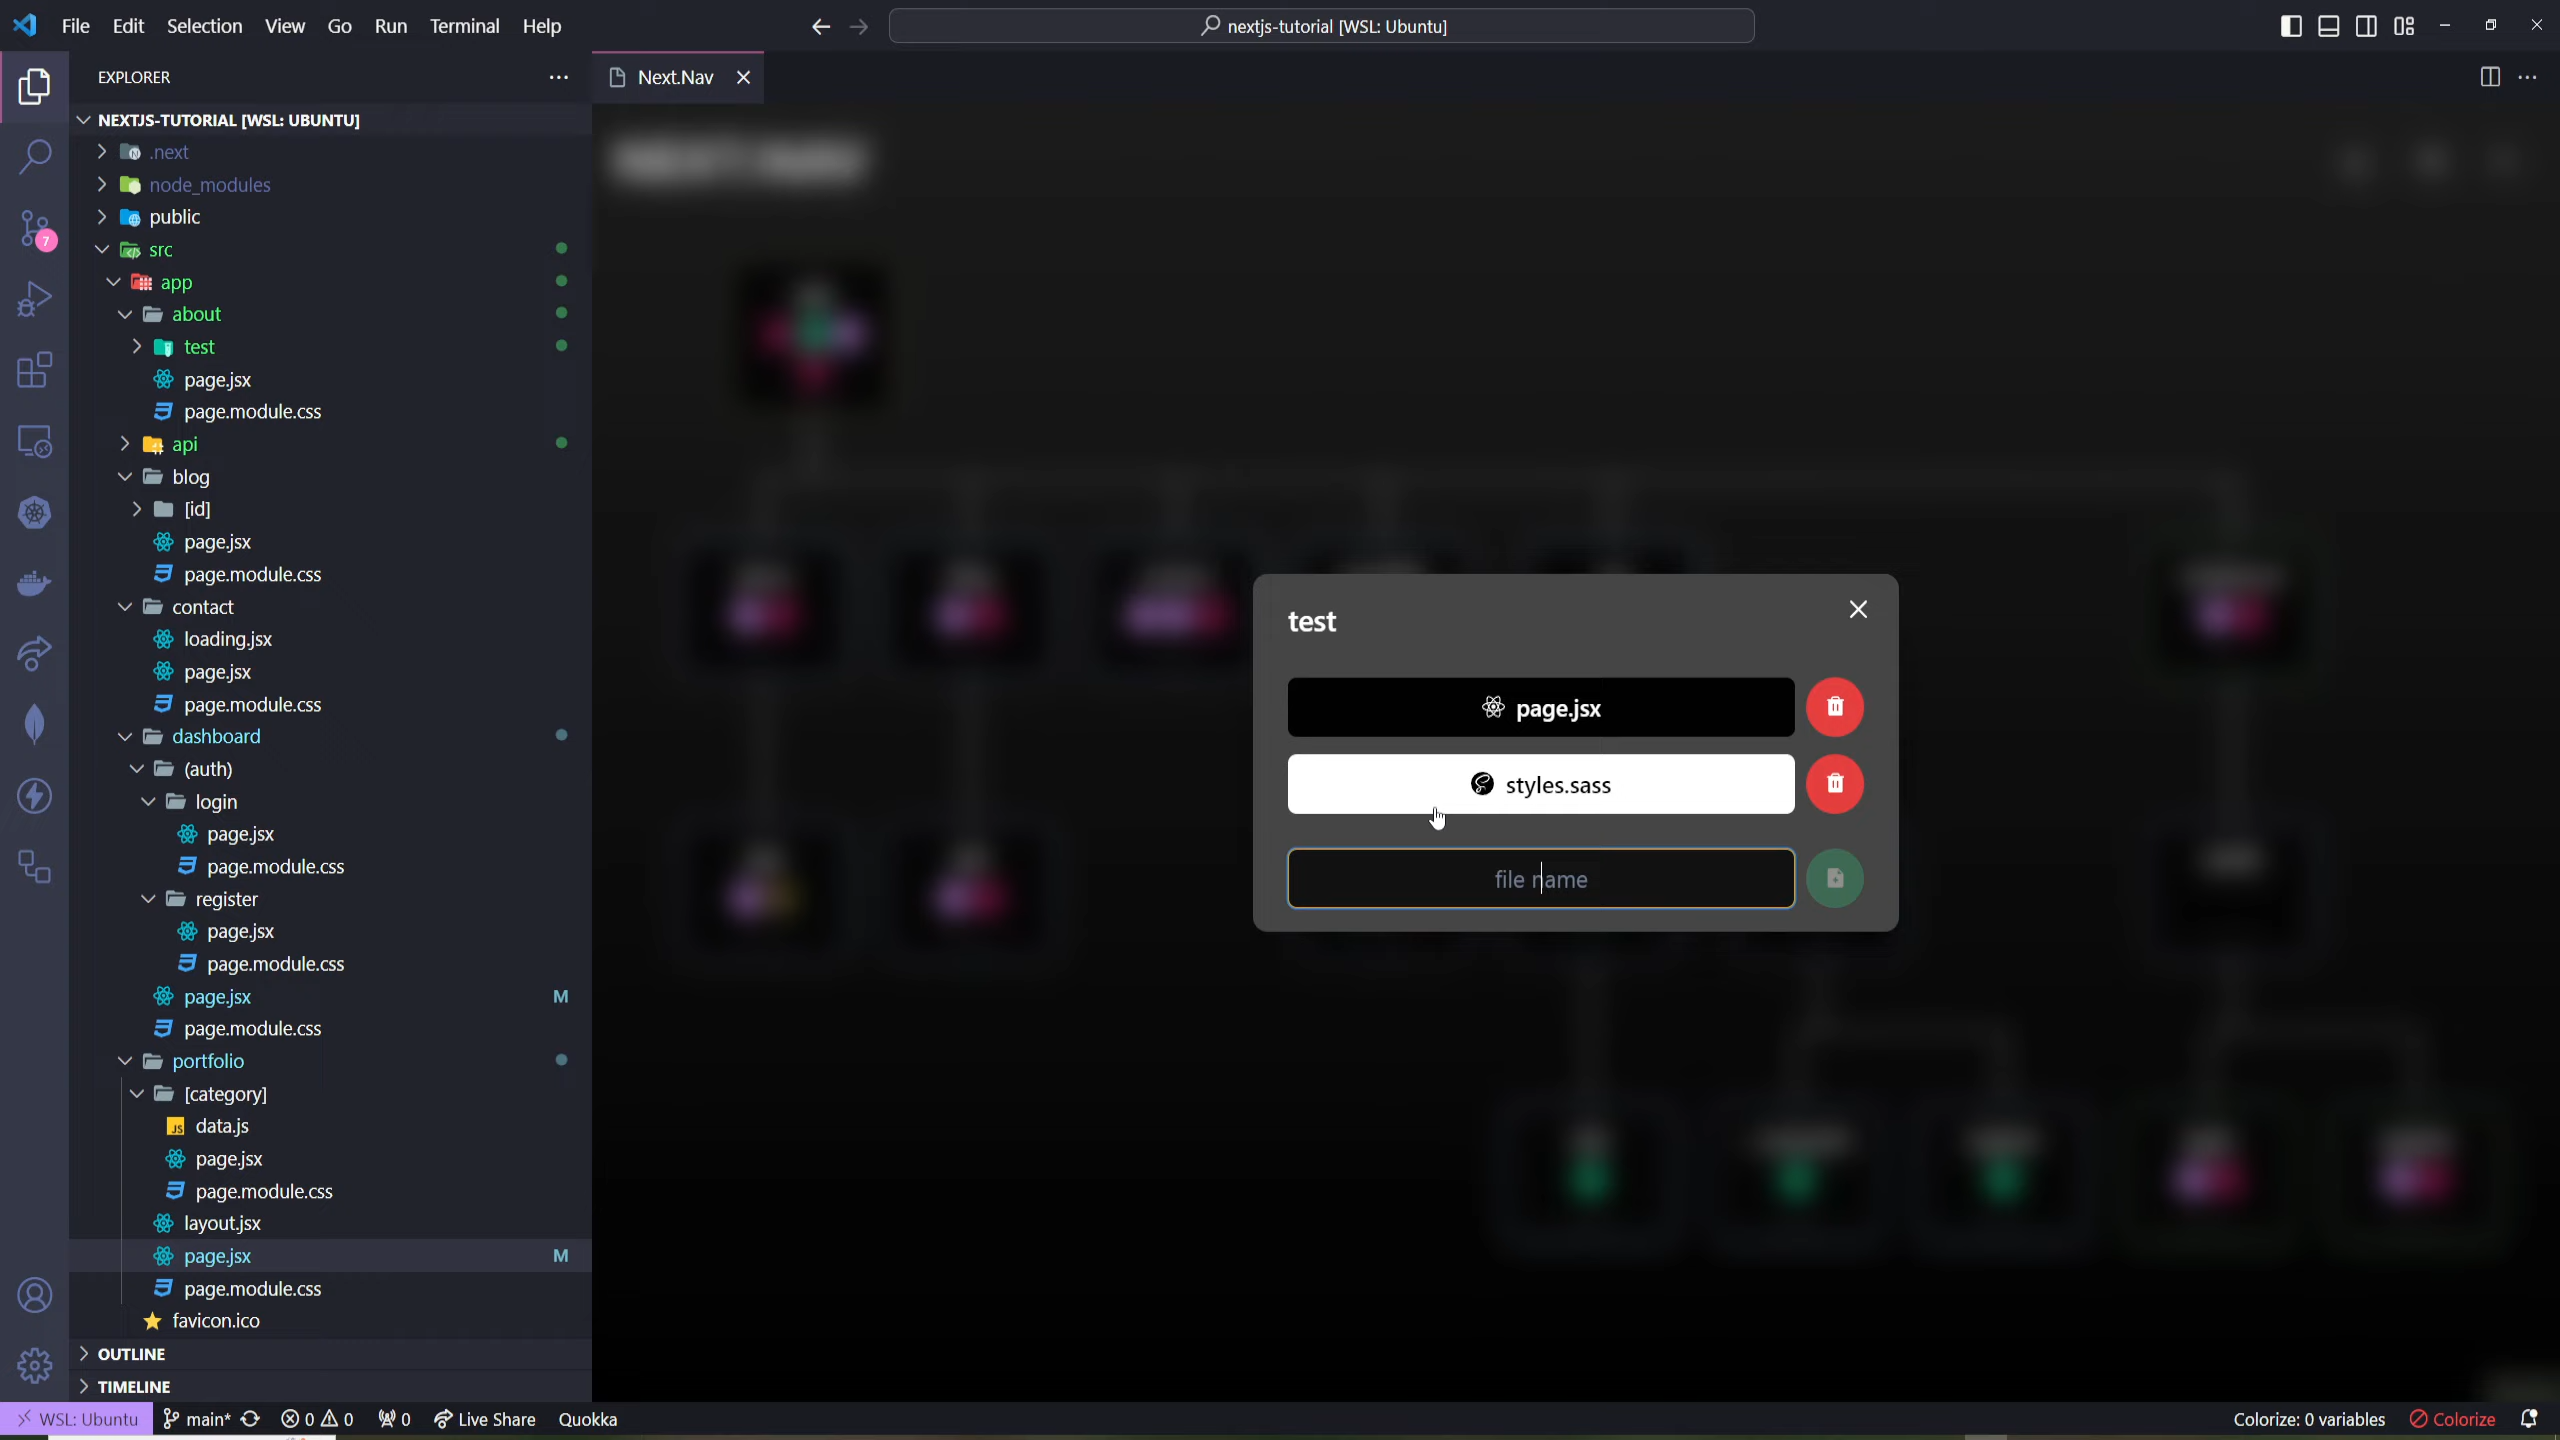 File Edit Selection View Go Run Terminal Help
nextjs-tutorial [WSL: Ubuntu]
EXPLORER
Next.Nav
NEXTJS-TUTORIAL [WSL: UBUNTU]
.next
node_modules
public
src
app
about
test
page.jsx
page.module.css
api
blog
[id]
page.jsx
page.module.css
contact
loading.jsx
page.jsx
page.module.css
dashboard
(auth)
login
page.jsx
page.module.css
register
page.jsx
page.module.css
page.jsx M
page.module.css
portfolio
[category]
JS data.js
page.jsx
page.module.css
layout.jsx
page.jsx M
page.module.css
favicon.ico
OUTLINE
TIMELINE
7
test
page.jsx
styles.sass
file name
WSL: Ubuntu main* 0 0 0 Live Share Quokka
Colorize: 0 variables Colorize